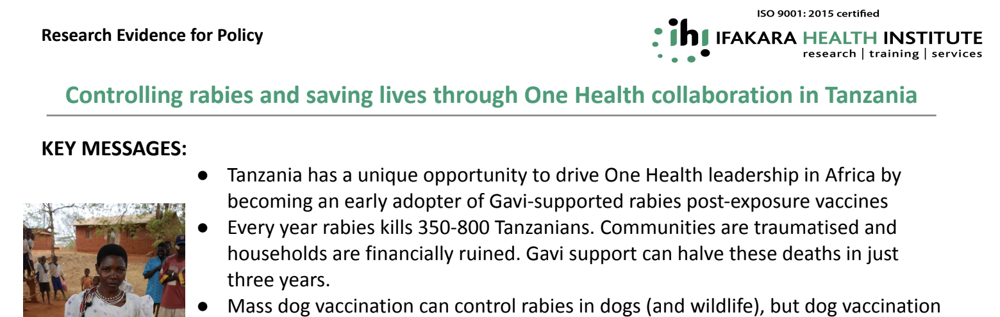 ISO 9001: 2015 certified
Research Evidence for Policy
ihi IFAKARA HEALTH INSTITUTE
research | training | services
Controlling rabies and saving lives through One Health collaboration in Tanzania
KEY MESSAGES:
● Tanzania has a unique opportunity to drive One Health leadership in Africa by
becoming an early adopter of Gavi-supported rabies post-exposure vaccines
● Every year rabies kills 350-800 Tanzanians. Communities are traumatised and
households are financially ruined. Gavi support can halve these deaths in just
three years.
● Mass dog vaccination can control rabies in dogs (and wildlife), but dog vaccination